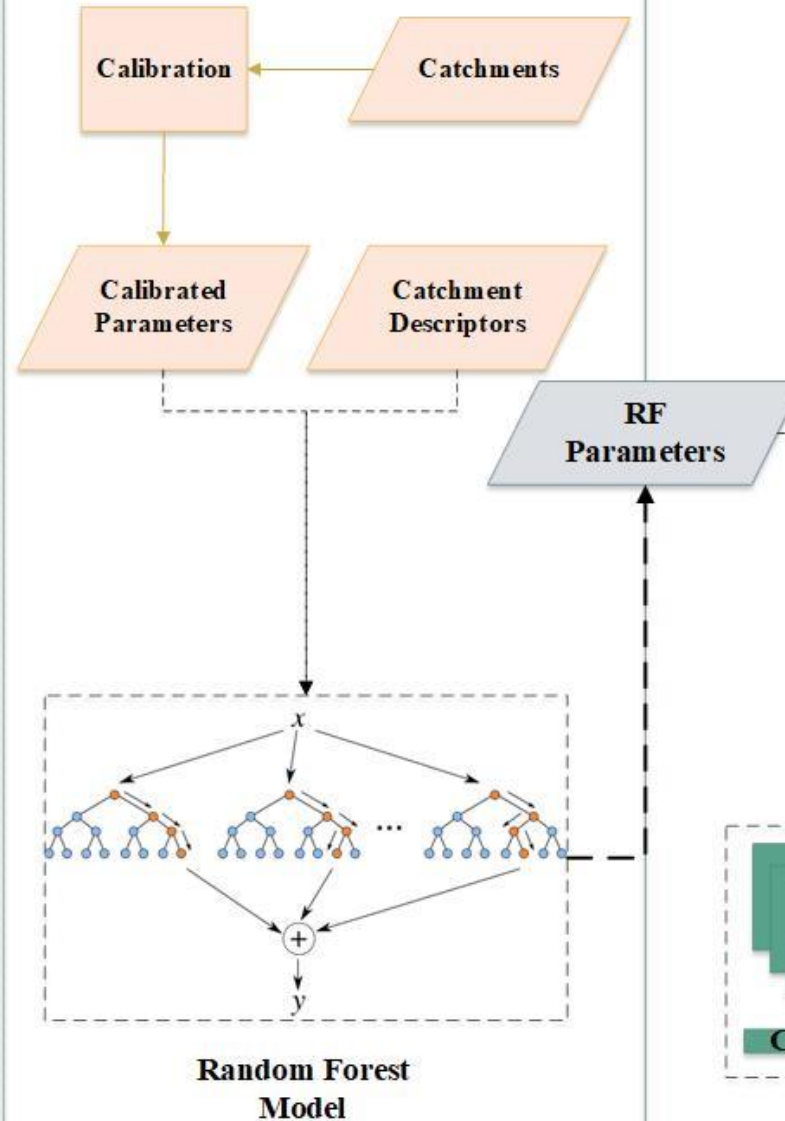 Calibration
Catchments
Calibrated
Parameters
Catchment
Descriptors
RF
Parameters
x
...
+
y
C
Random Forest
Model